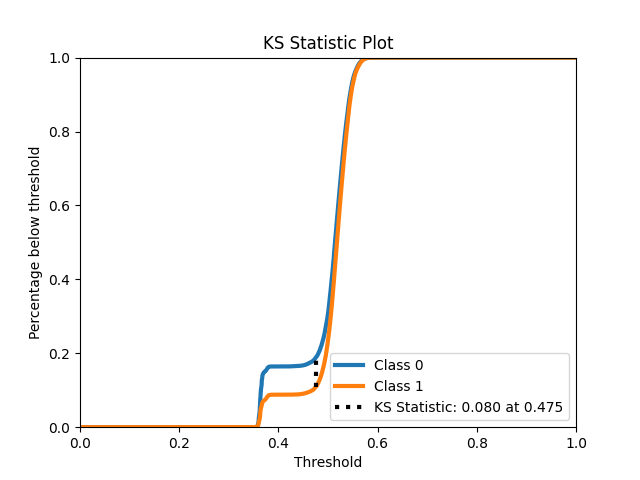 KS Statistic Plot
Percentage below threshold
1.0
0.8
0.6
0.4
0.2
0.0
Class 0
Class 1
KS Statistic: 0.080 at 0.475
0.0 0.2 0.4 0.6 0.8 1.0
Threshold